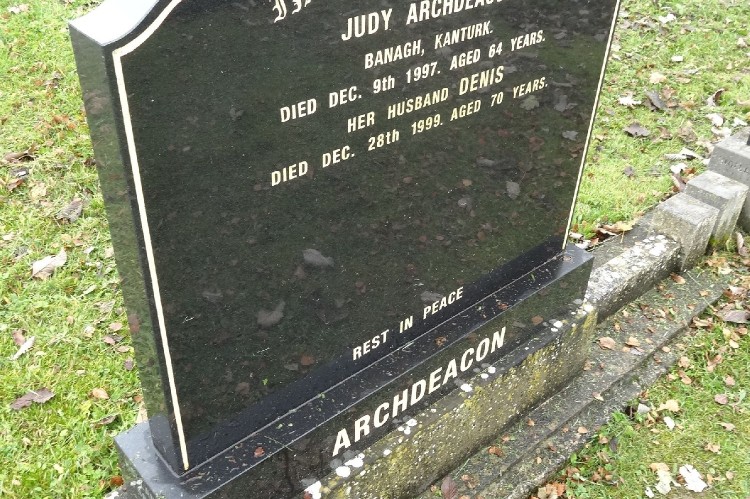 JUDY ARCHDEACON
BANAGH, KANTURK.
DIED DEC. 9th 1997. AGED 64 YEARS.
HER HUSBAND DENIS
DIED DEC. 28th 1999. AGED 70 YEARS.
REST IN PEACE
ARCHDEACON